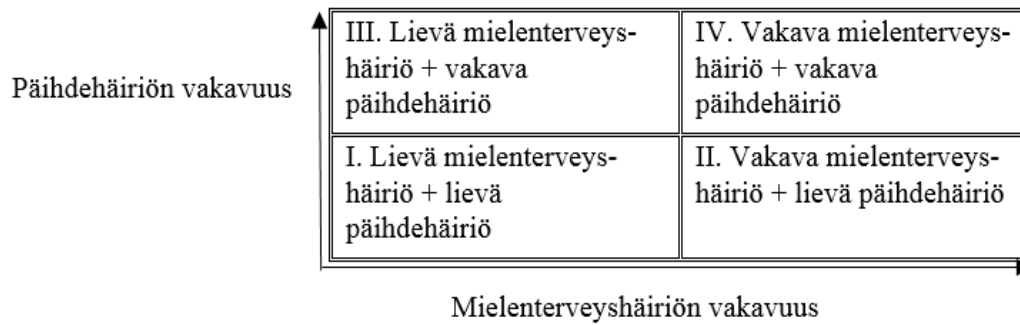 III. Lievä mielenterveys-
häiriö + vakava
päihdehäiriö
IV. Vakava mielenterveys-
häiriö + vakava
päihdehäiriö
Päihdehäiriön vakavuus
I. Lievä mielenterveys-
häiriö + lievä
päihdehäiriö
II. Vakava mielenterveys-
häiriö + lievä päihdehäiriö
Mielenterveyshäiriön vakavuus